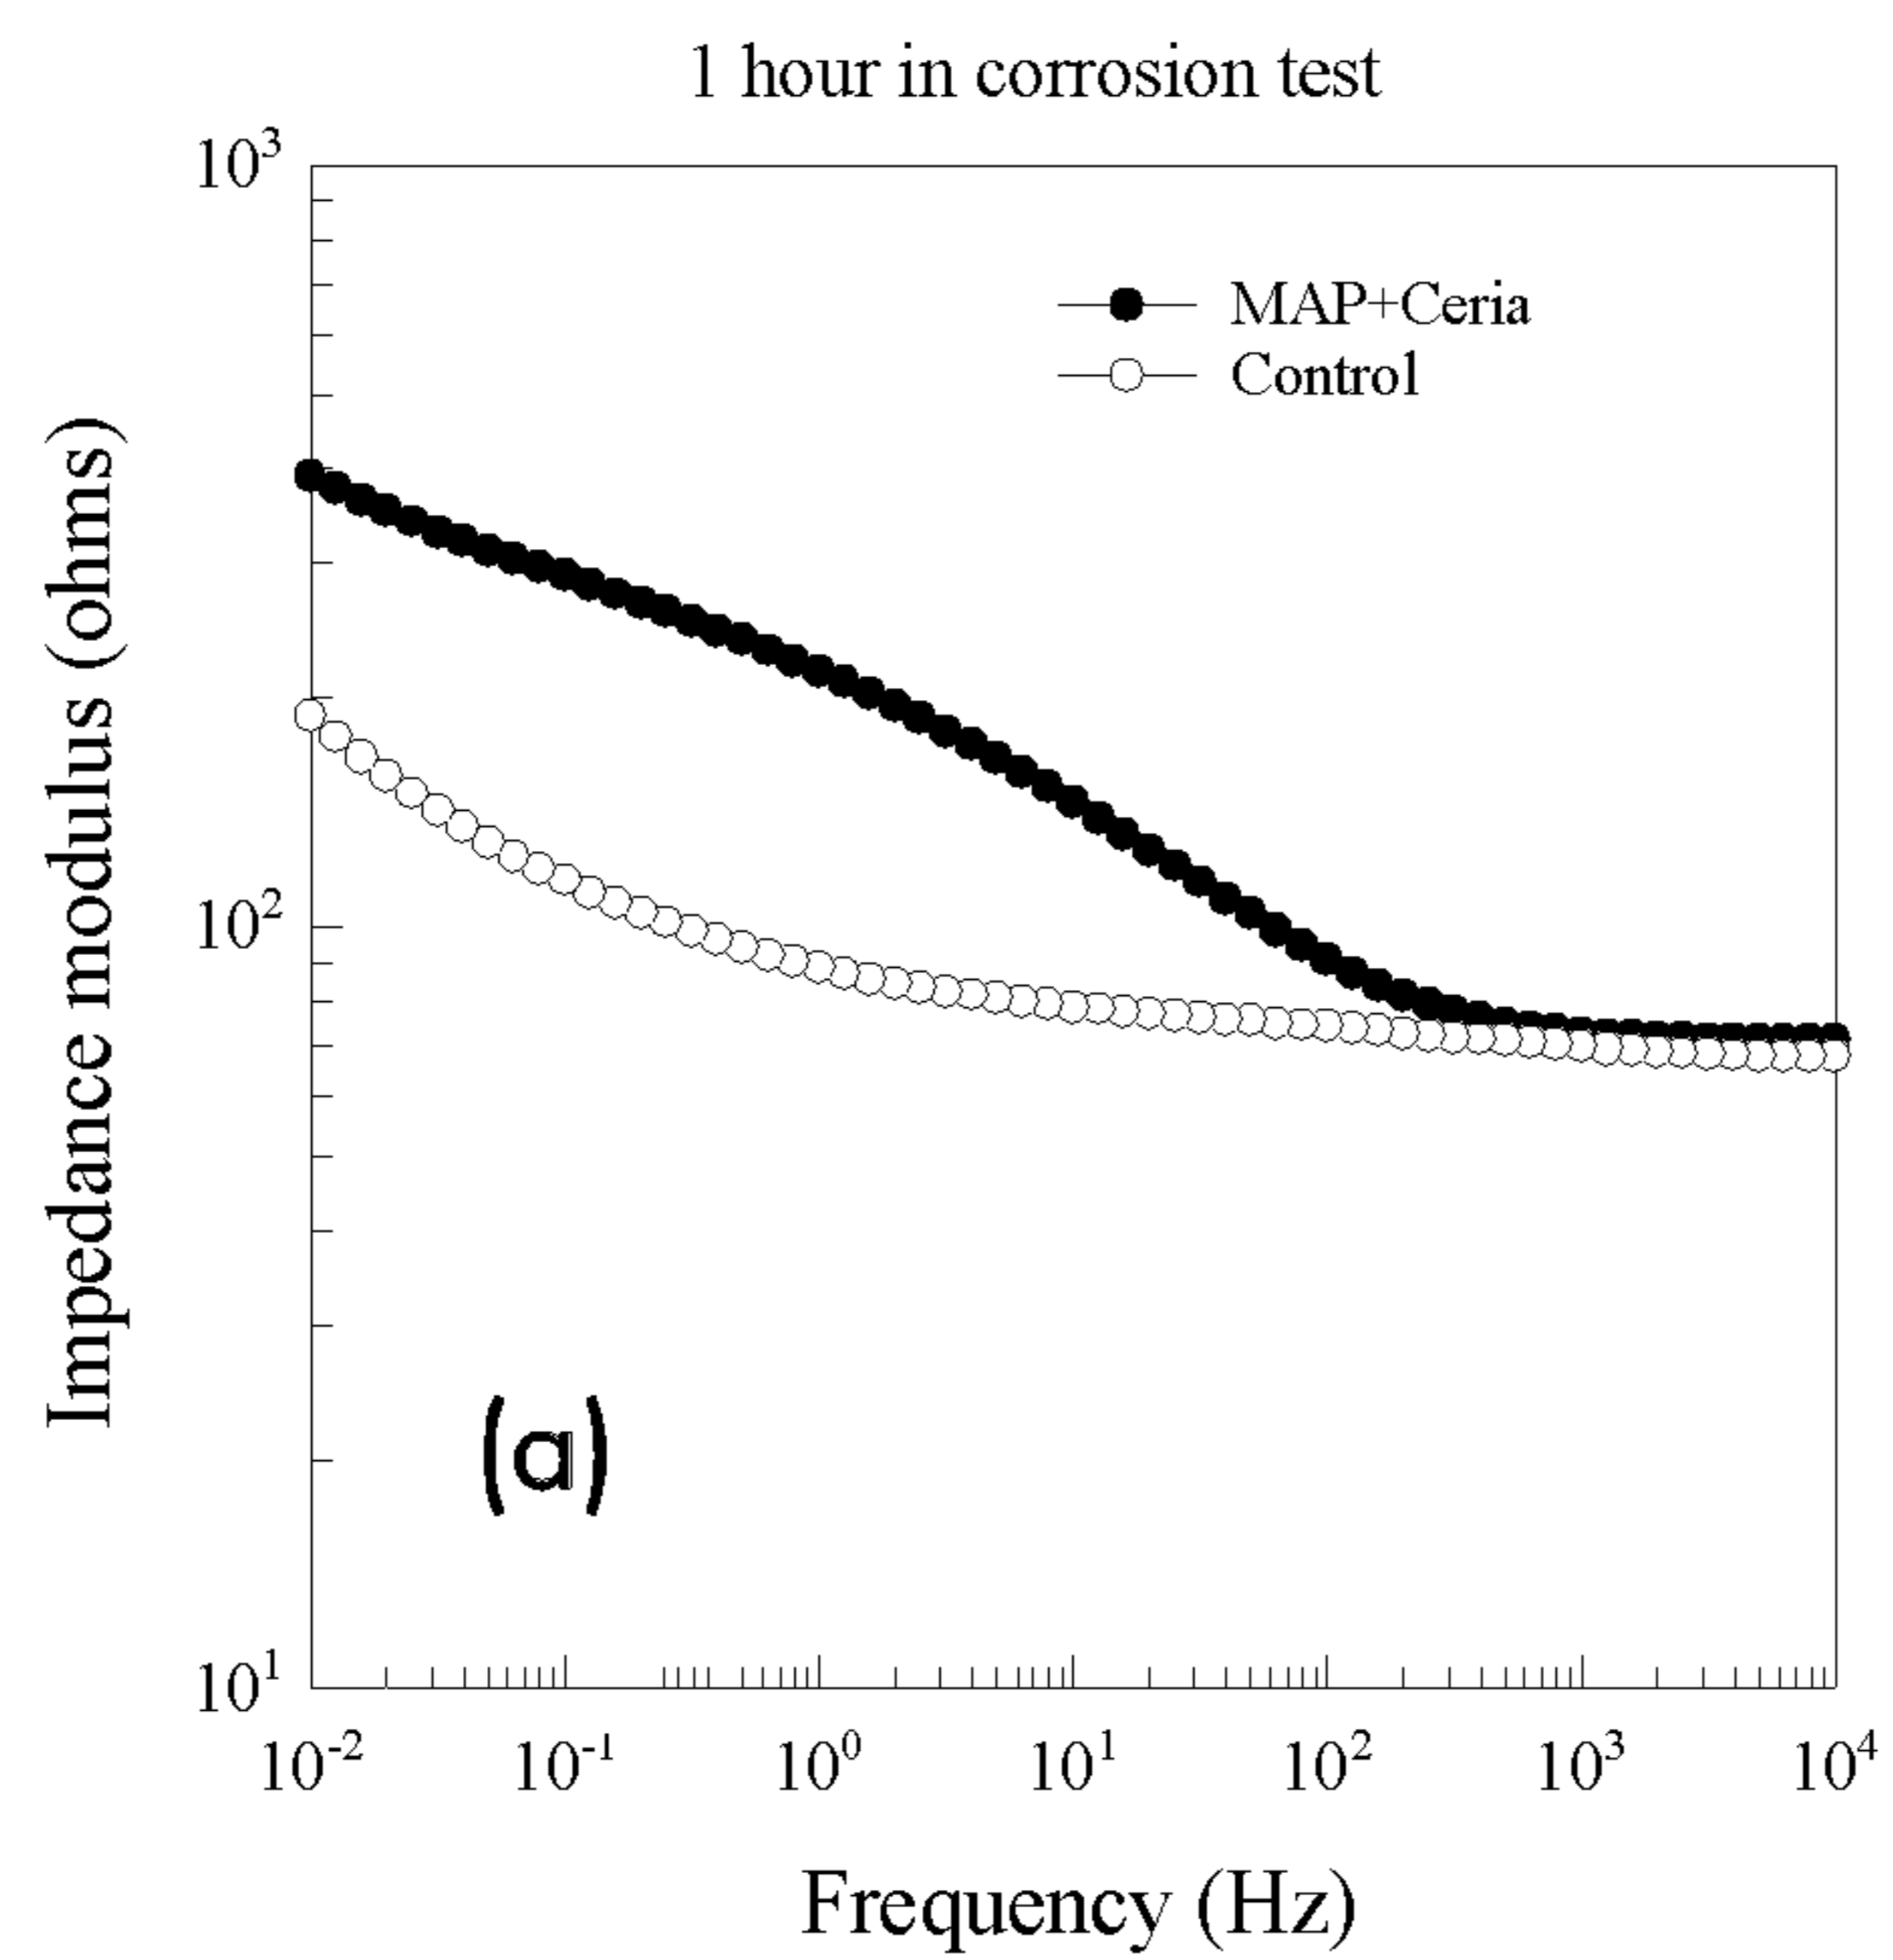 1 hour in corrosion test
10³
MAP+Ceria
Control
Impedance modulus (ohms)
10²
(a)
10¹
10⁻² 10⁻¹ 10⁰ 10¹ 10² 10³ 10⁴
Frequency (Hz)